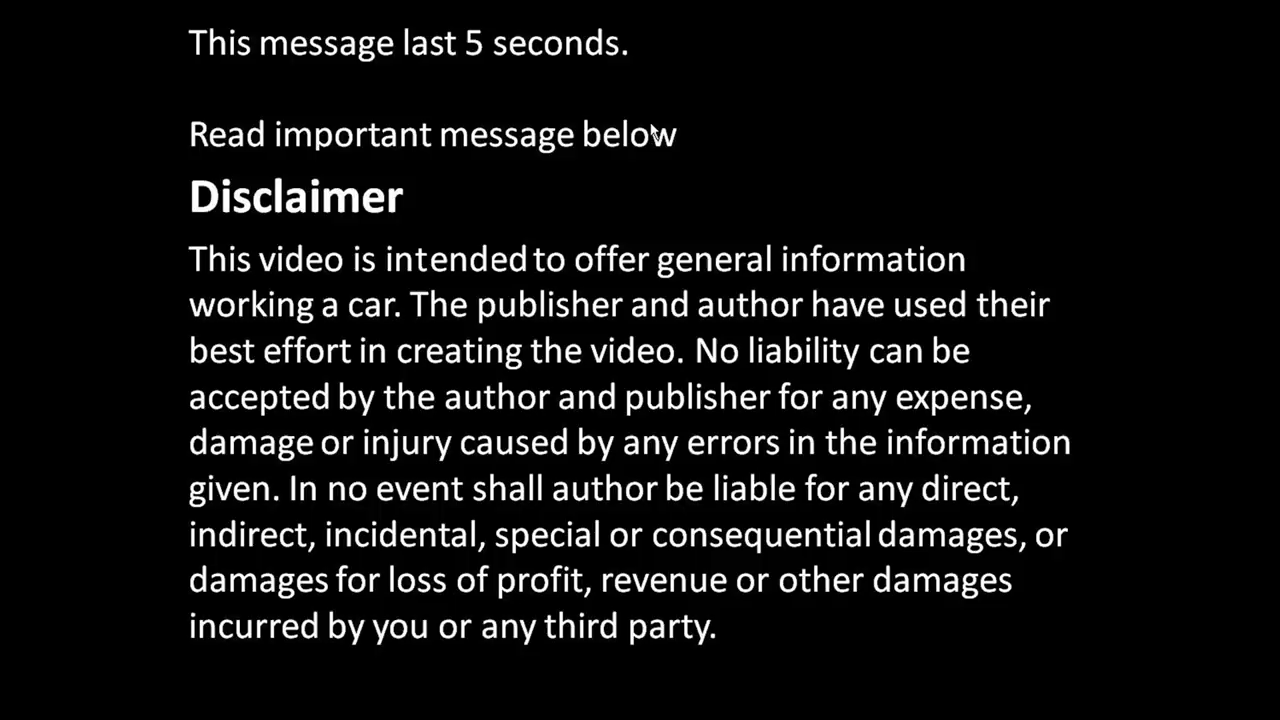 This message last 5 seconds.
Read important message below
Disclaimer
This video is intended to offer general information
working a car. The publisher and author have used their
best effort in creating the video. No liability can be
accepted by the author and publisher for any expense,
damage or injury caused by any errors in the information
given. In no event shall author be liable for any direct,
indirect, incidental, special or consequential damages, or
damages for loss of profit, revenue or other damages
incurred by you or any third party.